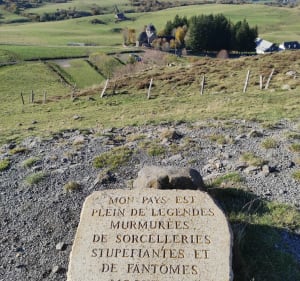 MON PAYS EST
PLEIN DE LÉGENDES
MURMURÉES,
DE SORCELLERIES
STUPÉFIANTES ET
DE FANTÔMES